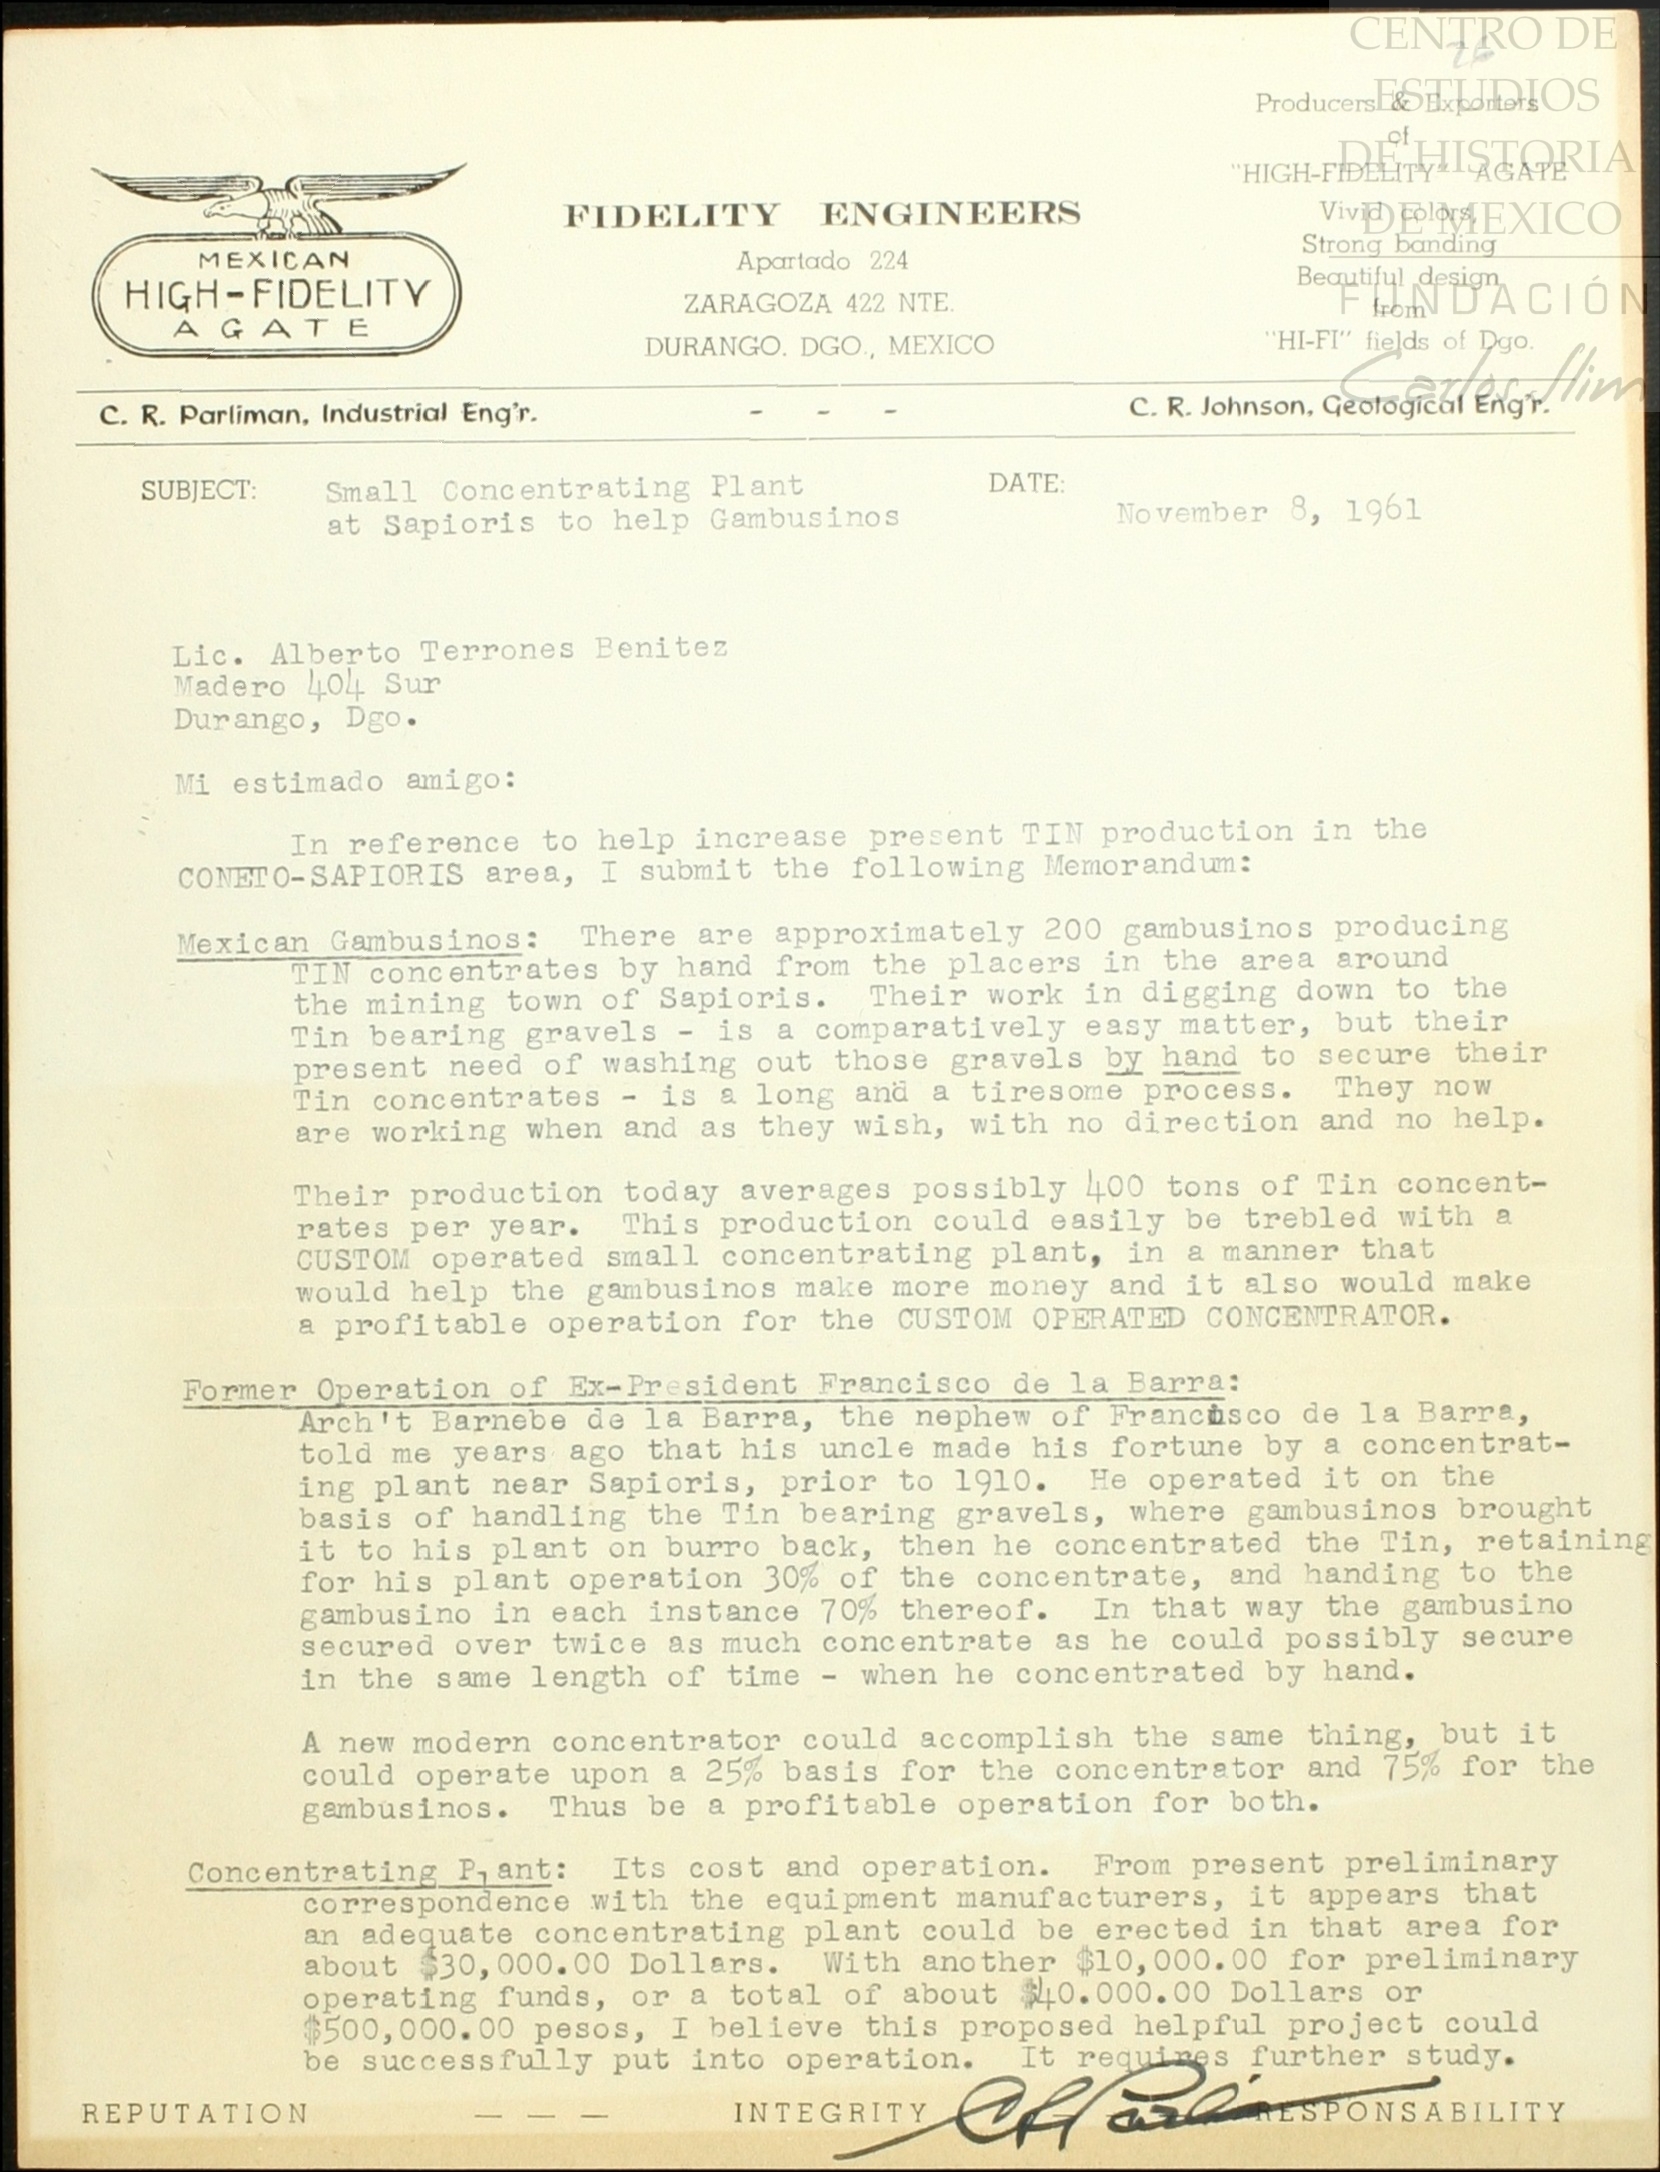 CENTRO DE
ESTUDIOS
DE HISTORIA
DE MEXICO
FUNDACIÓN
Carlos Slim
26
Producers & Exporters
of
"HIGH-FIDELITY" AGATE
Vivid colors,
Strong banding
Beautiful design
from
"HI-FI" fields of Dgo.
MEXICAN
HIGH-FIDELITY
AGATE
FIDELITY ENGINEERS
Apartado 224
ZARAGOZA 422 NTE.
DURANGO. DGO., MEXICO
C. R. Parliman, Industrial Eng'r. - - - C. R. Johnson, Geological Eng'r.
SUBJECT: Small Concentrating Plant
at Sapioris to help Gambusinos
DATE:
November 8, 1961
Lic. Alberto Terrones Benitez
Madero 404 Sur
Durango, Dgo.
Mi estimado amigo:
In reference to help increase present TIN production in the
CONETO-SAPIORIS area, I submit the following Memorandum:
Mexican Gambusinos: There are approximately 200 gambusinos producing
TIN concentrates by hand from the placers in the area around
the mining town of Sapioris. Their work in digging down to the
Tin bearing gravels - is a comparatively easy matter, but their
present need of washing out those gravels by hand to secure their
Tin concentrates - is a long and a tiresome process. They now
are working when and as they wish, with no direction and no help.
Their production today averages possibly 400 tons of Tin concent-
rates per year. This production could easily be trebled with a
CUSTOM operated small concentrating plant, in a manner that
would help the gambusinos make more money and it also would make
a profitable operation for the CUSTOM OPERATED CONCENTRATOR.
Former Operation of Ex-President Francisco de la Barra:
Arch't Barnebe de la Barra, the nephew of Francisco de la Barra,
told me years ago that his uncle made his fortune by a concentrat-
ing plant near Sapioris, prior to 1910. He operated it on the
basis of handling the Tin bearing gravels, where gambusinos brought
it to his plant on burro back, then he concentrated the Tin, retaining
for his plant operation 30% of the concentrate, and handing to the
gambusino in each instance 70% thereof. In that way the gambusino
secured over twice as much concentrate as he could possibly secure
in the same length of time - when he concentrated by hand.
A new modern concentrator could accomplish the same thing, but it
could operate upon a 25% basis for the concentrator and 75% for the
gambusinos. Thus be a profitable operation for both.
Concentrating Plant: Its cost and operation. From present preliminary
correspondence with the equipment manufacturers, it appears that
an adequate concentrating plant could be erected in that area for
about $30,000.00 Dollars. With another $10,000.00 for preliminary
operating funds, or a total of about $40.000.00 Dollars or
$500,000.00 pesos, I believe this proposed helpful project could
be successfully put into operation. It requires further study.
CR Parliman
REPUTATION - - - INTEGRITY RESPONSABILITY